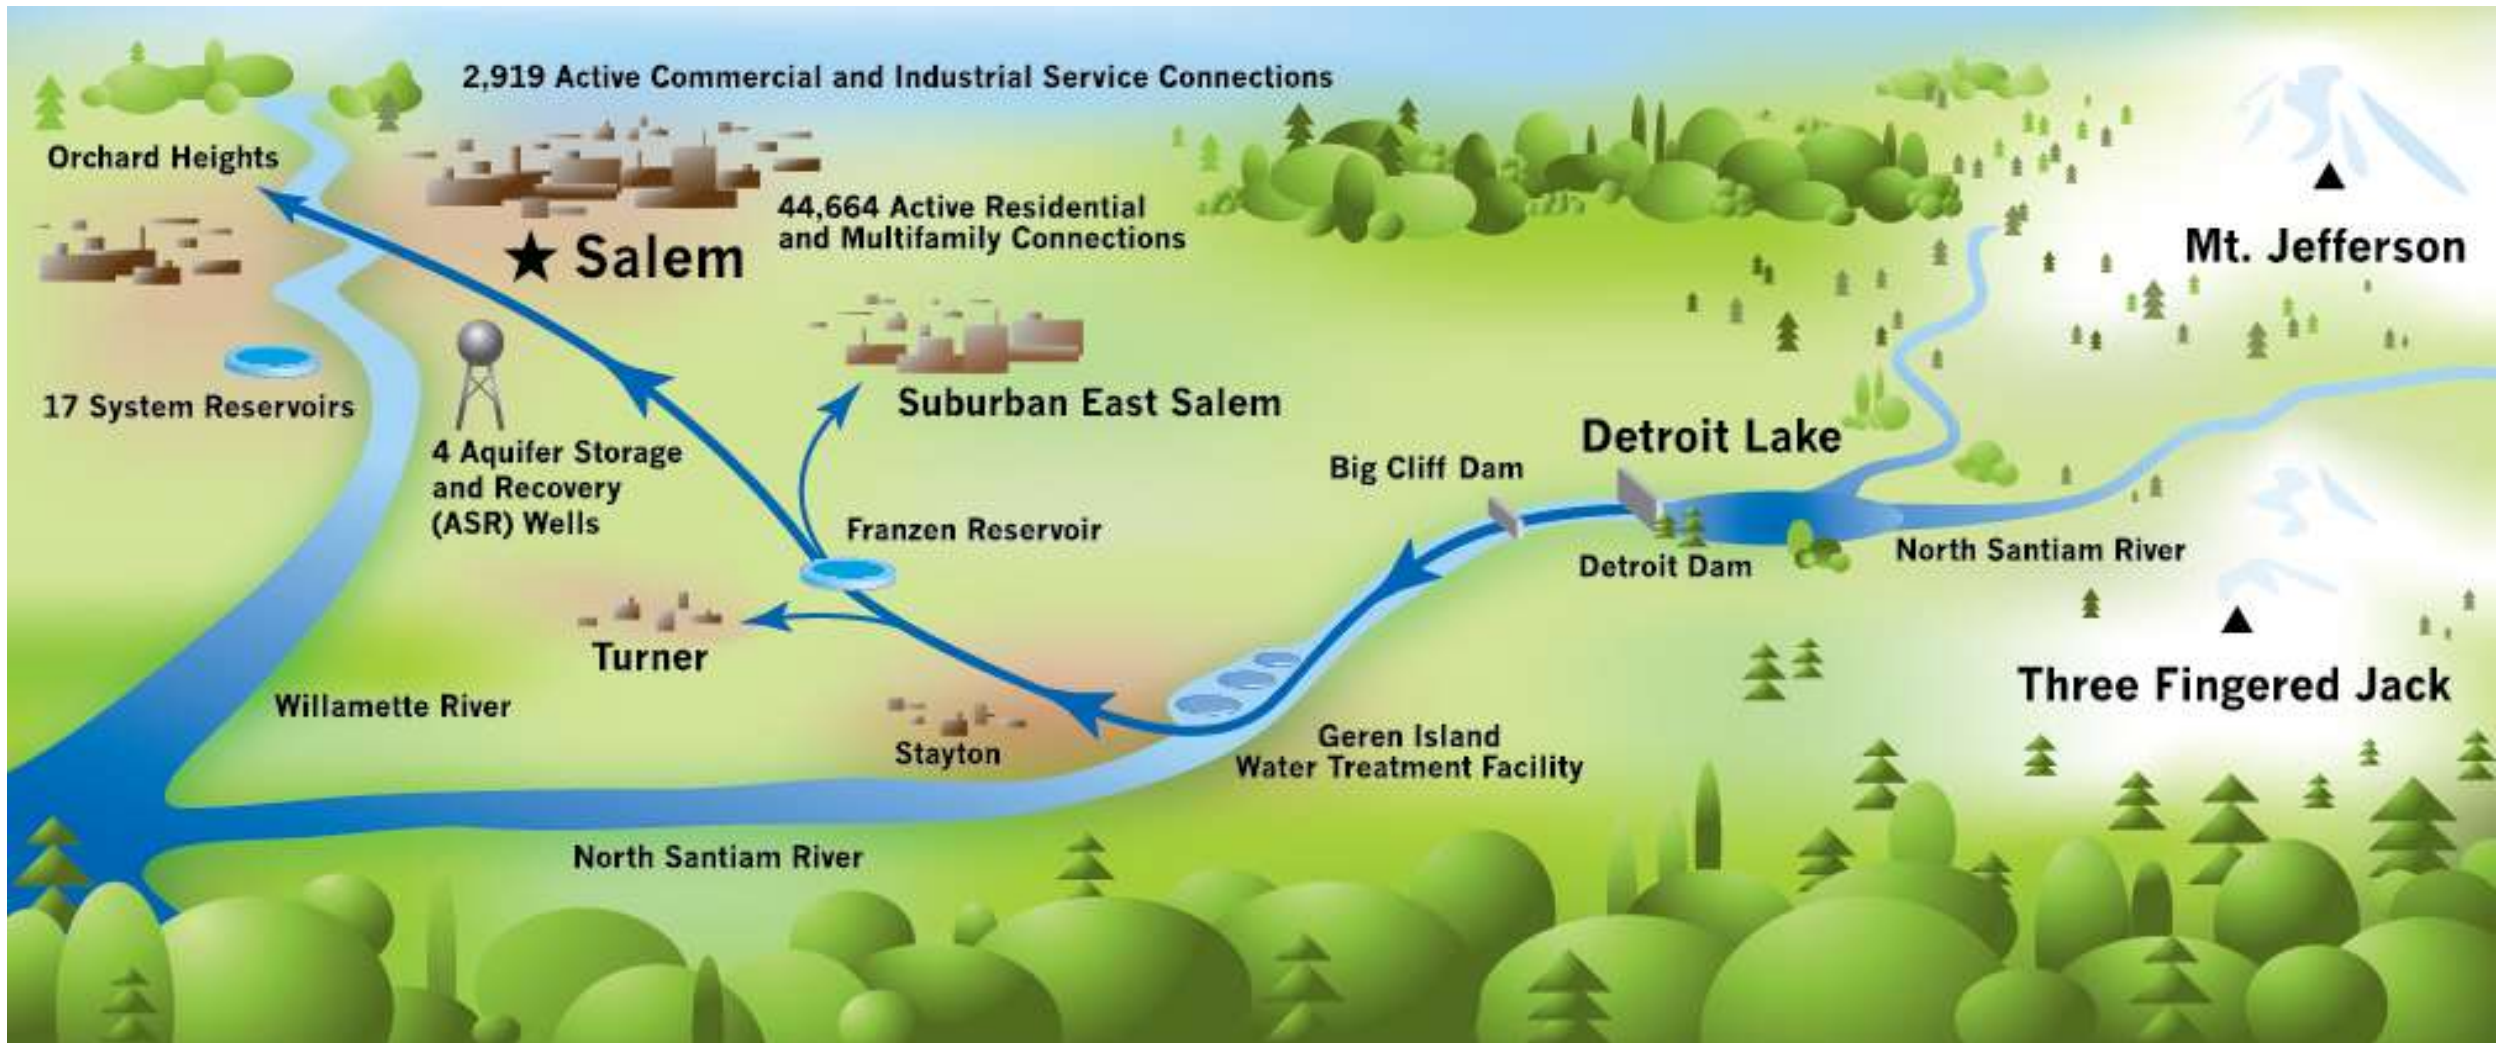 2,919 Active Commercial and Industrial Service Connections
Orchard Heights
44,664 Active Residential
and Multifamily Connections
Salem
Mt. Jefferson
17 System Reservoirs
Suburban East Salem
4 Aquifer Storage
and Recovery
(ASR) Wells
Detroit Lake
Big Cliff Dam
Franzen Reservoir
Detroit Dam
North Santiam River
Turner
Three Fingered Jack
Willamette River
Stayton
Geren Island
Water Treatment Facility
North Santiam River